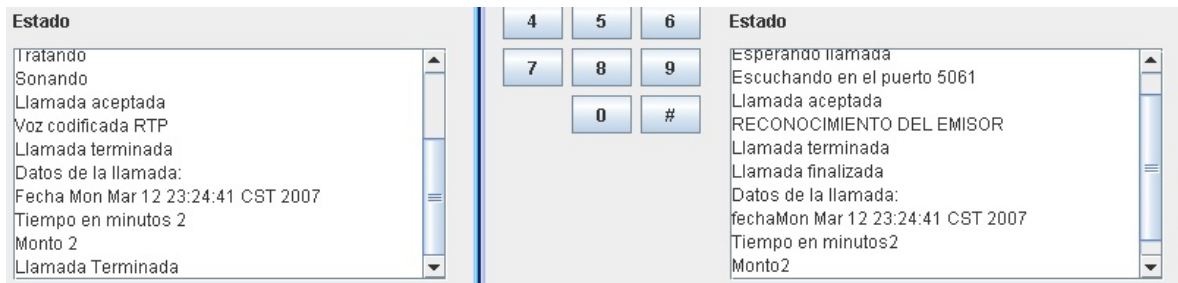 Estado
Tratando
Sonando
Llamada aceptada
Voz codificada RTP
Llamada terminada
Datos de la llamada:
Fecha Mon Mar 12 23:24:41 CST 2007
Tiempo en minutos 2
Monto 2
Llamada Terminada
4 5 6
7 8 9
0 #
Estado
Esperando llamada
Escuchando en el puerto 5061
Llamada aceptada
RECONOCIMIENTO DEL EMISOR
Llamada terminada
Llamada finalizada
Datos de la llamada:
fechaMon Mar 12 23:24:41 CST 2007
Tiempo en minutos2
Monto2